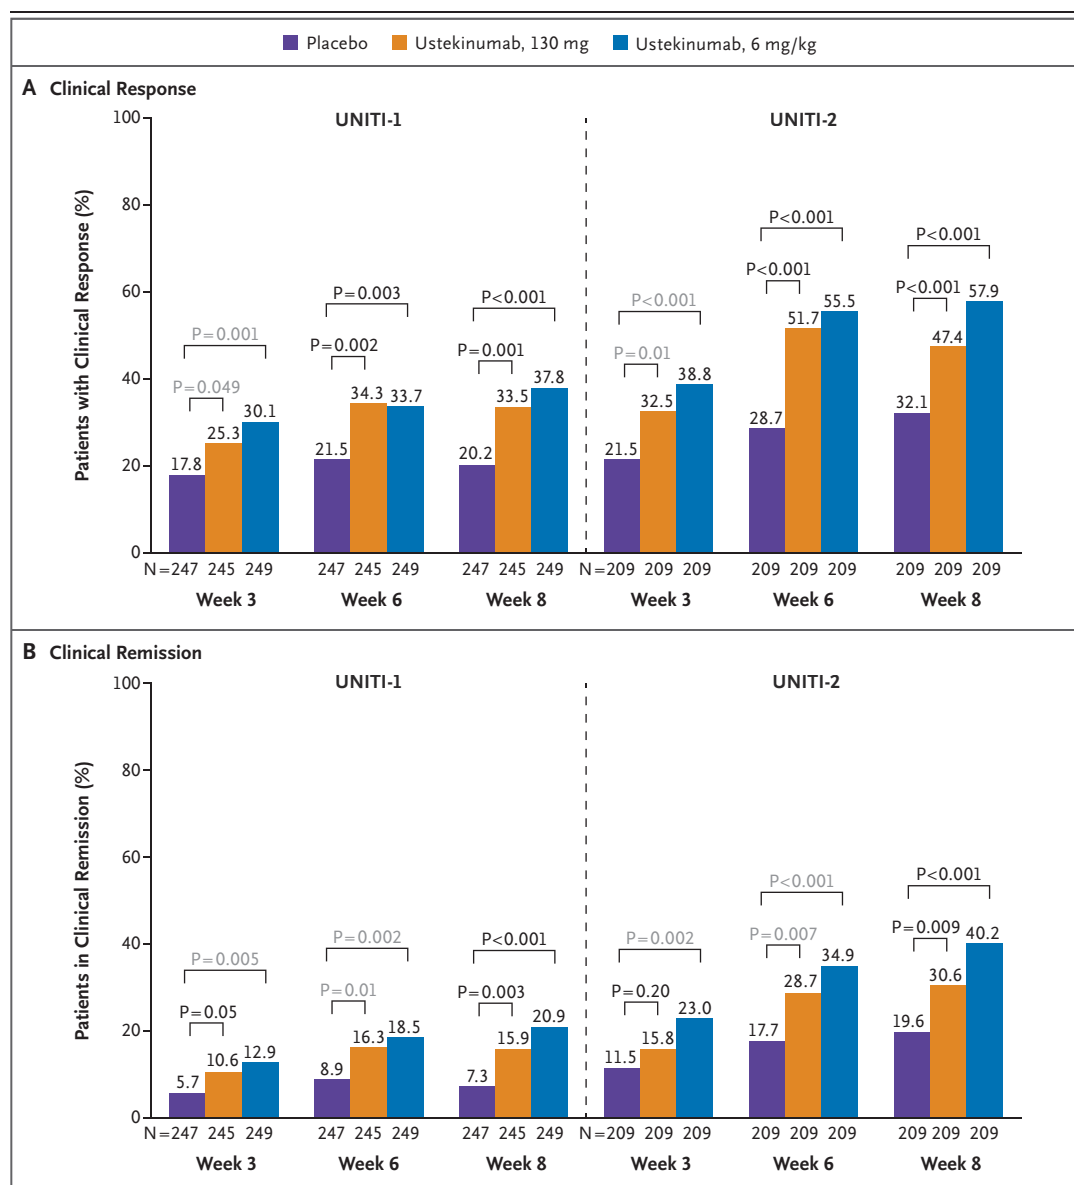 Placebo Ustekinumab, 130 mg Ustekinumab, 6 mg/kg
A Clinical Response
UNITI-1 UNITI-2
Patients with Clinical Response (%)
100
80
60
40
20
0
P=0.049 P=0.001
17.8 25.3 30.1
P=0.002 P=0.003
21.5 34.3 33.7
P=0.001 P<0.001
20.2 33.5 37.8
P=0.01 P<0.001
21.5 32.5 38.8
P<0.001 P<0.001
28.7 51.7 55.5
P<0.001 P<0.001
32.1 47.4 57.9
N=247 245 249 247 245 249 247 245 249 N=209 209 209 209 209 209 209 209 209
Week 3 Week 6 Week 8 Week 3 Week 6 Week 8
B Clinical Remission
UNITI-1 UNITI-2
Patients in Clinical Remission (%)
100
80
60
40
20
0
P=0.05 P=0.005
5.7 10.6 12.9
P=0.01 P=0.002
8.9 16.3 18.5
P=0.003 P<0.001
7.3 15.9 20.9
P=0.20 P=0.002
11.5 15.8 23.0
P=0.007 P<0.001
17.7 28.7 34.9
P=0.009 P<0.001
19.6 30.6 40.2
N=247 245 249 247 245 249 247 245 249 N=209 209 209 209 209 209 209 209 209
Week 3 Week 6 Week 8 Week 3 Week 6 Week 8